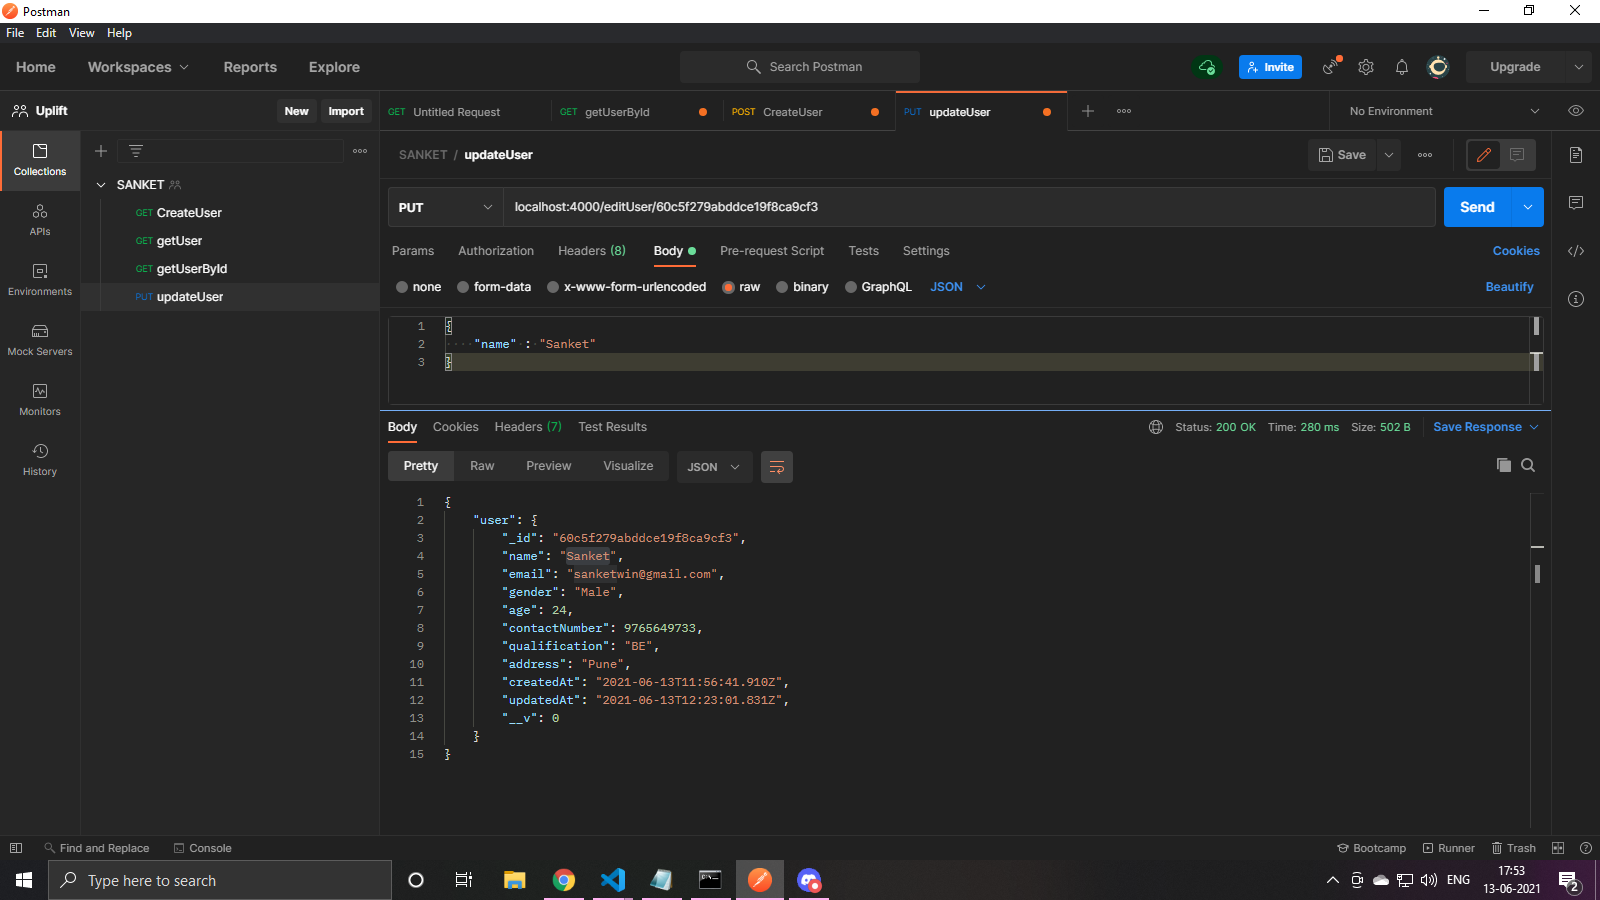 Postman
File Edit View Help
Home Workspaces Reports Explore Search Postman Invite Upgrade
Uplift New Import
GET Untitled Request GET getUserById POST CreateUser PUT updateUser No Environment
Collections
APIs
Environments
Mock Servers
Monitors
History
SANKET
GET CreateUser
GET getUser
GET getUserById
PUT updateUser
SANKET / updateUser Save
PUT localhost:4000/editUser/60c5f279abddce19f8ca9cf3 Send
Params Authorization Headers (8) Body Pre-request Script Tests Settings Cookies
none form-data x-www-form-urlencoded raw binary GraphQL JSON Beautify
1 {
2 "name" : "Sanket"
3 }
Body Cookies Headers (7) Test Results Status: 200 OK Time: 280 ms Size: 502 B Save Response
Pretty Raw Preview Visualize JSON
1 {
2 "user": {
3 "_id": "60c5f279abddce19f8ca9cf3",
4 "name": "Sanket",
5 "email": "sanketwin@gmail.com",
6 "gender": "Male",
7 "age": 24,
8 "contactNumber": 9765649733,
9 "qualification": "BE",
10 "address": "Pune",
11 "createdAt": "2021-06-13T11:56:41.910Z",
12 "updatedAt": "2021-06-13T12:23:01.831Z",
13 "__v": 0
14 }
15 }
Find and Replace Console Bootcamp Runner Trash
Type here to search ENG 17:53
13-06-2021 2